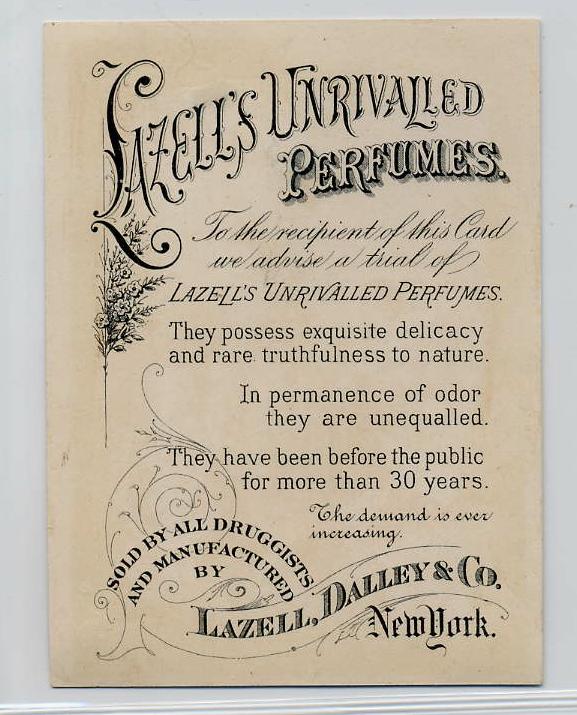 Lazell's Unrivalled
Perfumes.
To the recipient of this Card
we advise a trial of
Lazell's Unrivalled Perfumes.
They possess exquisite delicacy
and rare truthfulness to nature.
In permanence of odor
they are unequalled.
They have been before the public
for more than 30 years.
The demand is ever
increasing.
SOLD BY ALL DRUGGISTS
AND MANUFACTURED
BY
LAZELL, DALLEY & CO.
New York.